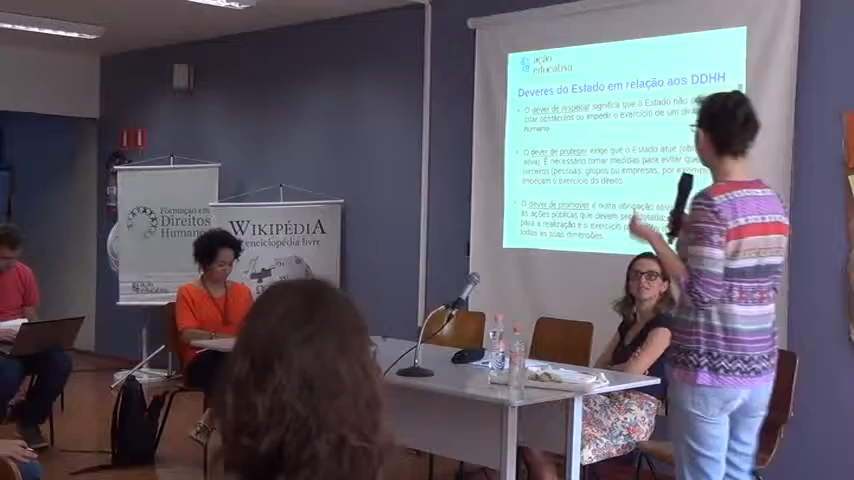 ação
educativa
Deveres do Estado em relação aos DDHH
O dever de respeitar significa que o Estado não
criar obstáculos ou impedir o exercício de um
humano.
O dever de proteger exige que o Estado atue
ativa). É necessário tomar medidas para evitar que
terceiros (pessoas, grupos ou empresas, por
impeçam o exercício do direito.
O dever de promover é outra obrigação
as ações públicas que devem ser
para a realização e o exercício
todos as suas dimensões.
Formação em
Direitos
Humanos
ação educativa
WIKIPÉDIA
A enciclopédia livre